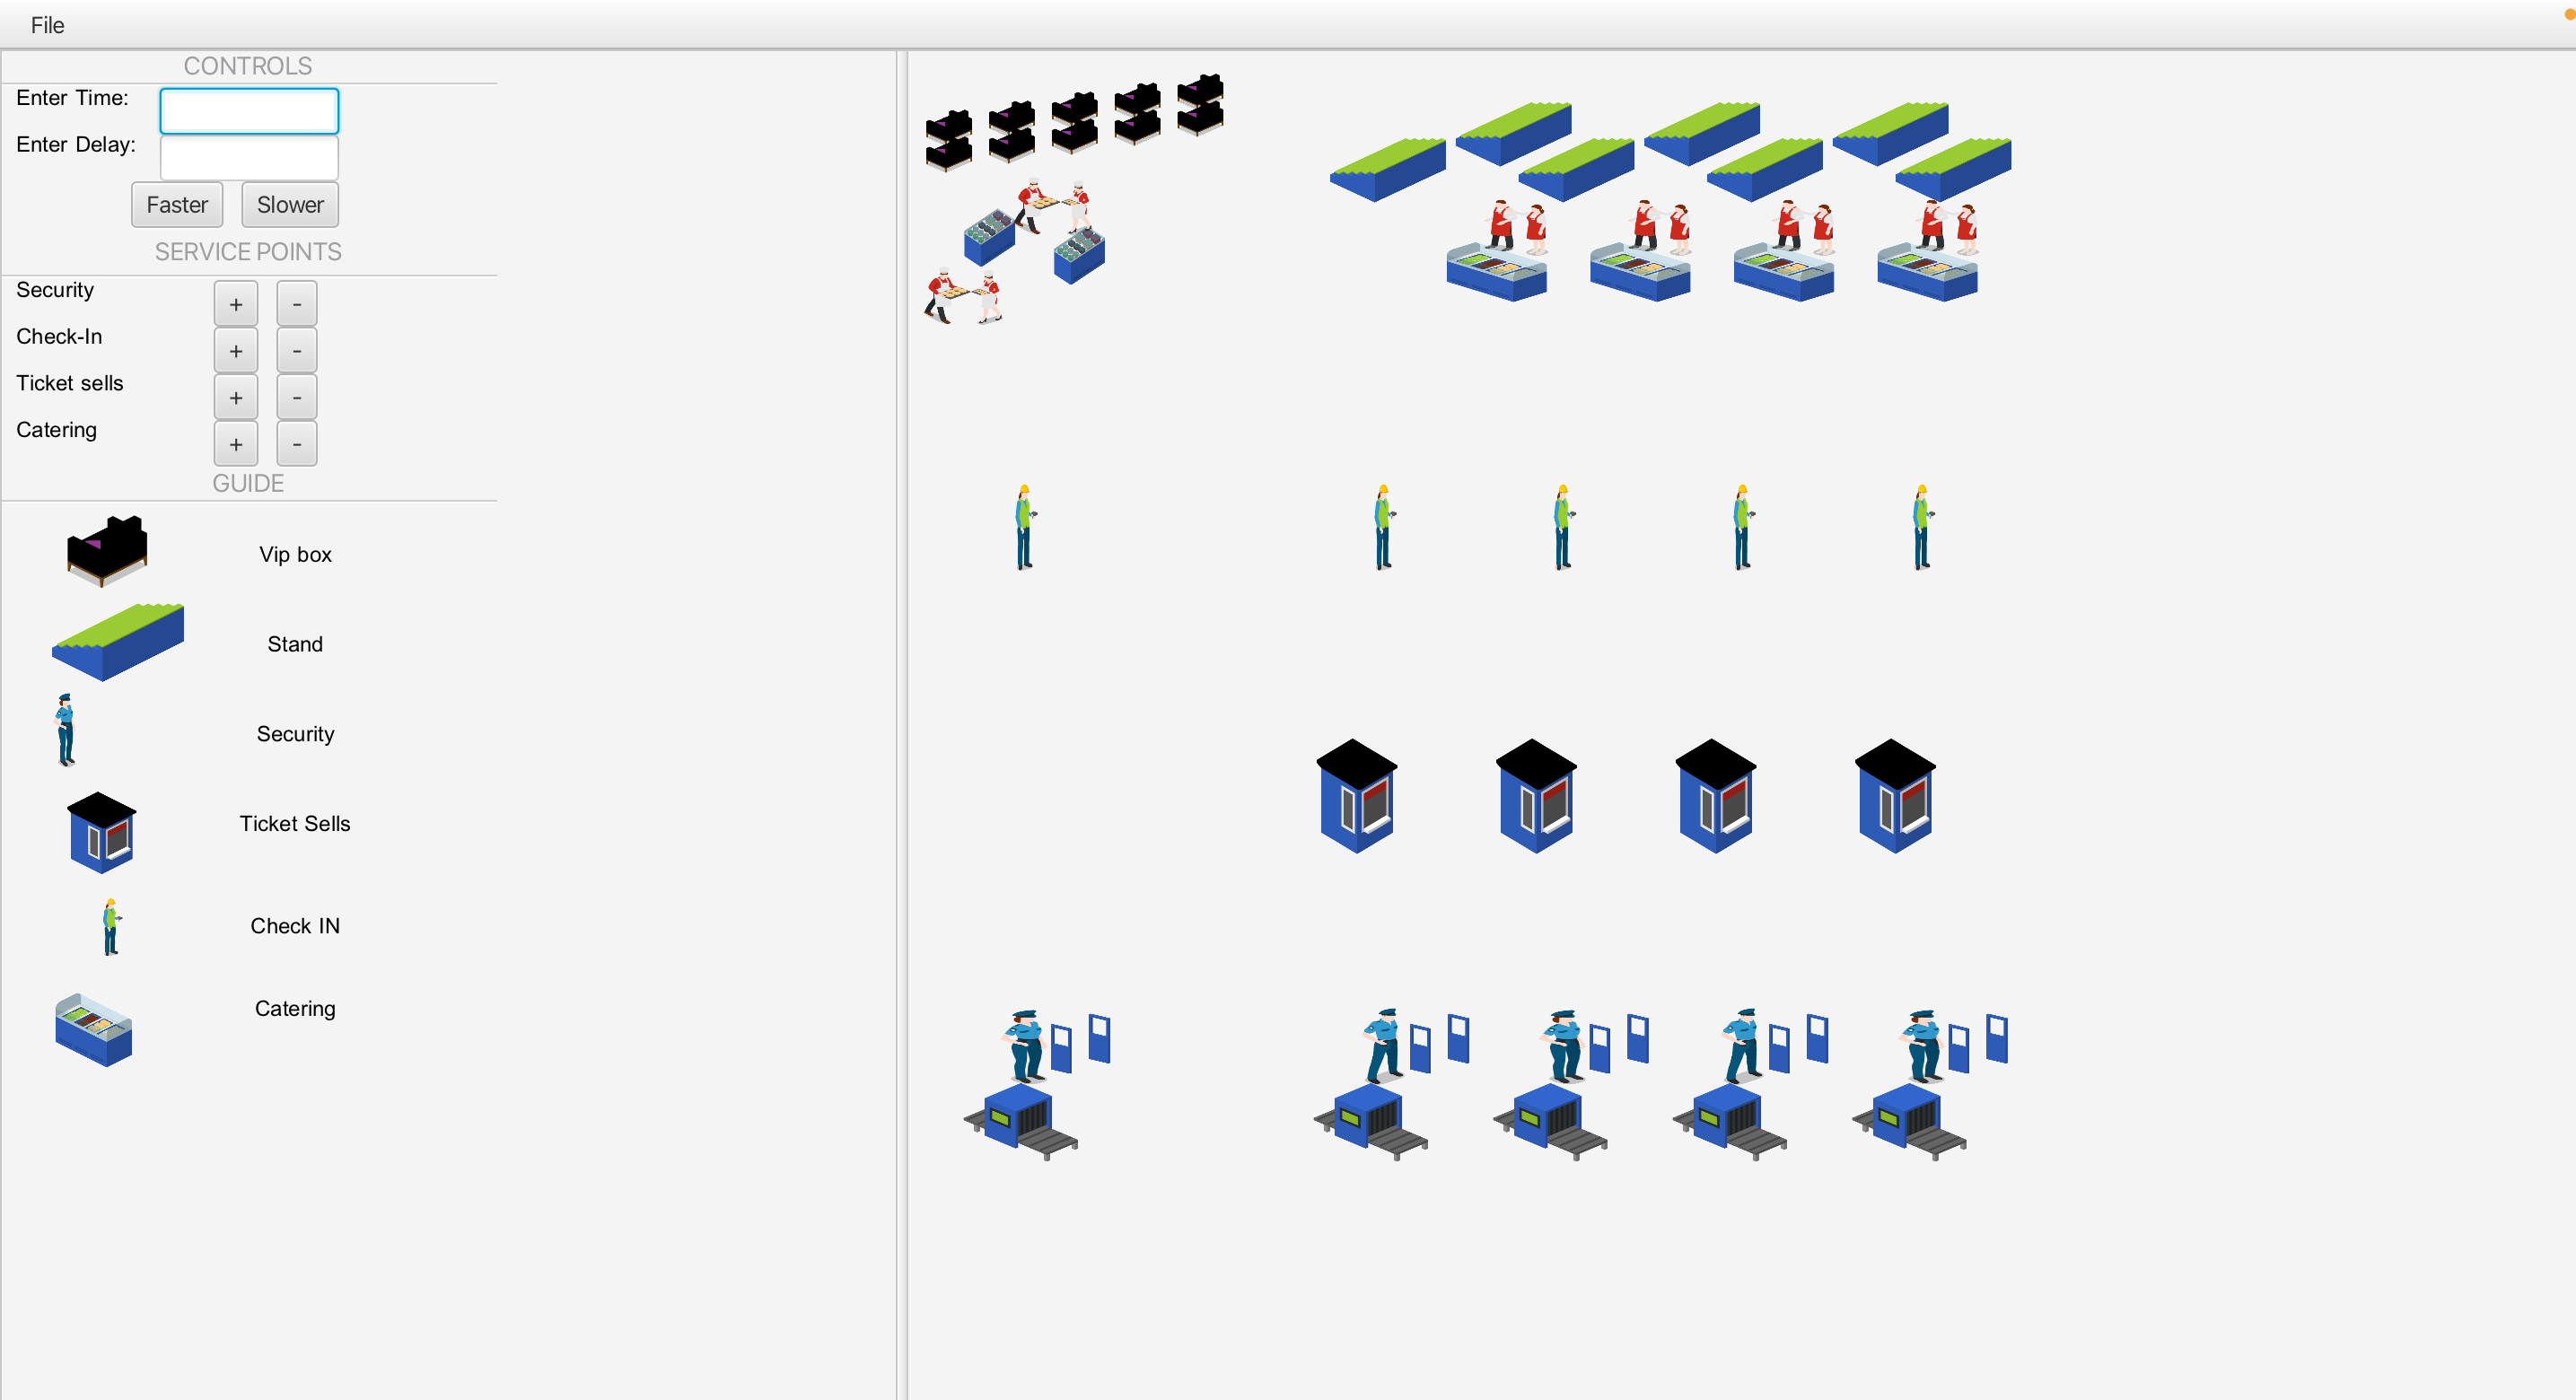 File
CONTROLS
Enter Time:
Enter Delay:
Faster Slower
SERVICE POINTS
Security + -
Check-In + -
Ticket sells + -
Catering + -
GUIDE
Vip box
Stand
Security
Ticket Sells
Check IN
Catering